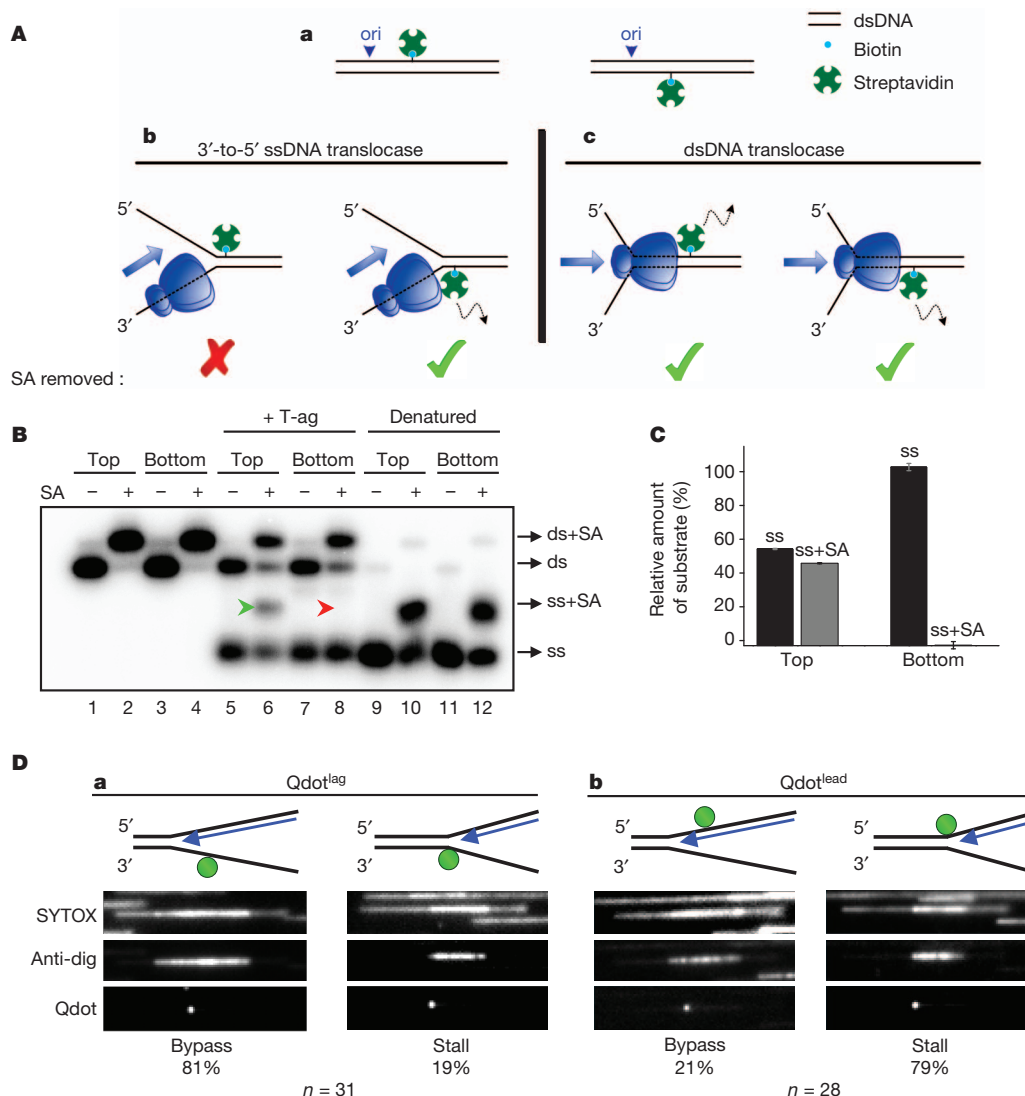 A
a
ori
ori
dsDNA
Biotin
Streptavidin
b
3′-to-5′ ssDNA translocase
c
dsDNA translocase
5′
3′
5′
3′
5′
3′
5′
3′
SA removed :
B
+ T-ag
Denatured
Top Bottom Top Bottom Top Bottom
SA − + − + − + − + − + − +
ds+SA
ds
ss+SA
ss
1 2 3 4 5 6 7 8 9 10 11 12
C
Relative amount
of substrate (%)
100
80
60
40
20
0
ss
ss+SA
ss
ss+SA
Top
Bottom
D
a
Qdotlag
b
Qdotlead
5′
3′
5′
3′
5′
3′
5′
3′
SYTOX
Anti-dig
Qdot
Bypass
81%
Stall
19%
n = 31
Bypass
21%
Stall
79%
n = 28